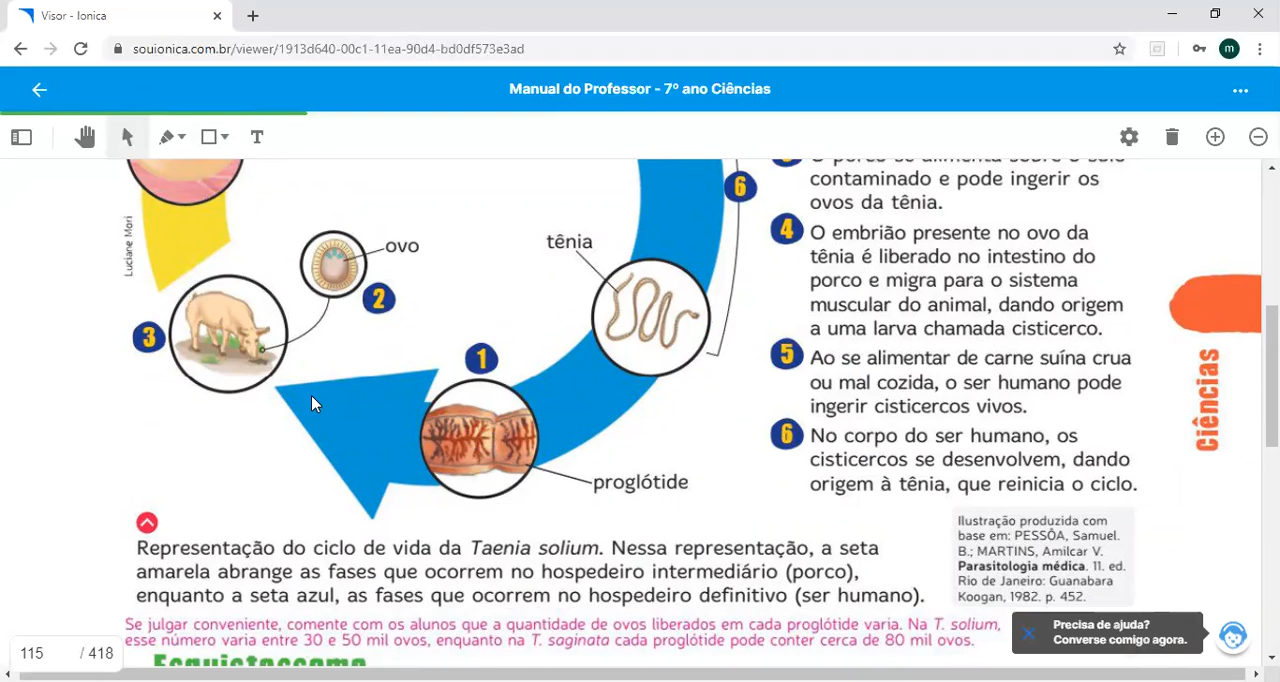 Visor - Ionica
souionica.com.br/viewer/1913d640-00c1-11ea-90d4-bd0df573e3ad
m
Manual do Professor - 7º ano Ciências
T
Luciane Mori
ovo
2
3
1
tênia
6
proglótide
O porco se alimenta sobre o solo
contaminado e pode ingerir os
ovos da tênia.
4 O embrião presente no ovo da
tênia é liberado no intestino do
porco e migra para o sistema
muscular do animal, dando origem
a uma larva chamada cisticerco.
5 Ao se alimentar de carne suína crua
ou mal cozida, o ser humano pode
ingerir cisticercos vivos.
6 No corpo do ser humano, os
cisticercos se desenvolvem, dando
origem à tênia, que reinicia o ciclo.
Ciências
Representação do ciclo de vida da Taenia solium. Nessa representação, a seta
amarela abrange as fases que ocorrem no hospedeiro intermediário (porco),
enquanto a seta azul, as fases que ocorrem no hospedeiro definitivo (ser humano).
Ilustração produzida com
base em: PESSÔA, Samuel.
B.; MARTINS, Amilcar V.
Parasitologia médica. 11. ed.
Rio de Janeiro: Guanabara
Koogan, 1982. p. 452.
Se julgar conveniente, comente com os alunos que a quantidade de ovos liberados em cada proglótide varia. Na T. solium,
esse número varia entre 30 e 50 mil ovos, enquanto na T. saginata cada proglótide pode conter cerca de 80 mil ovos.
Esquistossomo
Precisa de ajuda?
Converse comigo agora.
115 / 418